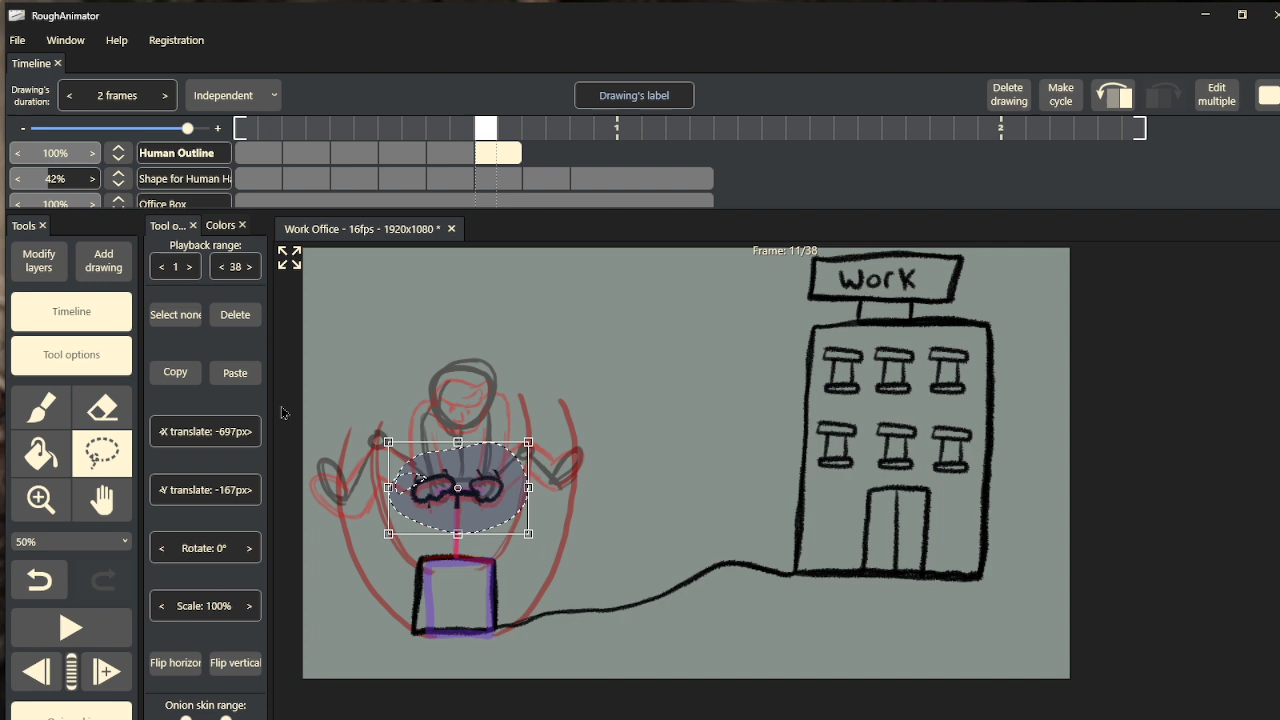 RoughAnimator
File Window Help Registration
Timeline
Drawing's duration:
< 2 frames >
Independent
Drawing's label
Delete drawing
Make cycle
Edit multiple
- +
1 2
< 100% > Human Outline
< 42% > Shape for Human Ha
< 100% > Office Box
Tools
Tool o...
Colors
Work Office - 16fps - 1920x1080 *
Modify layers
Add drawing
Playback range:
< 1 > < 38 >
Frame: 11/38
Work
Timeline
Select none
Delete
Tool options
Copy
Paste
X translate: -697px>
Y translate: -167px>
50%
< Rotate: 0° >
< Scale: 100% >
Flip horizon
Flip vertical
Onion skin range: